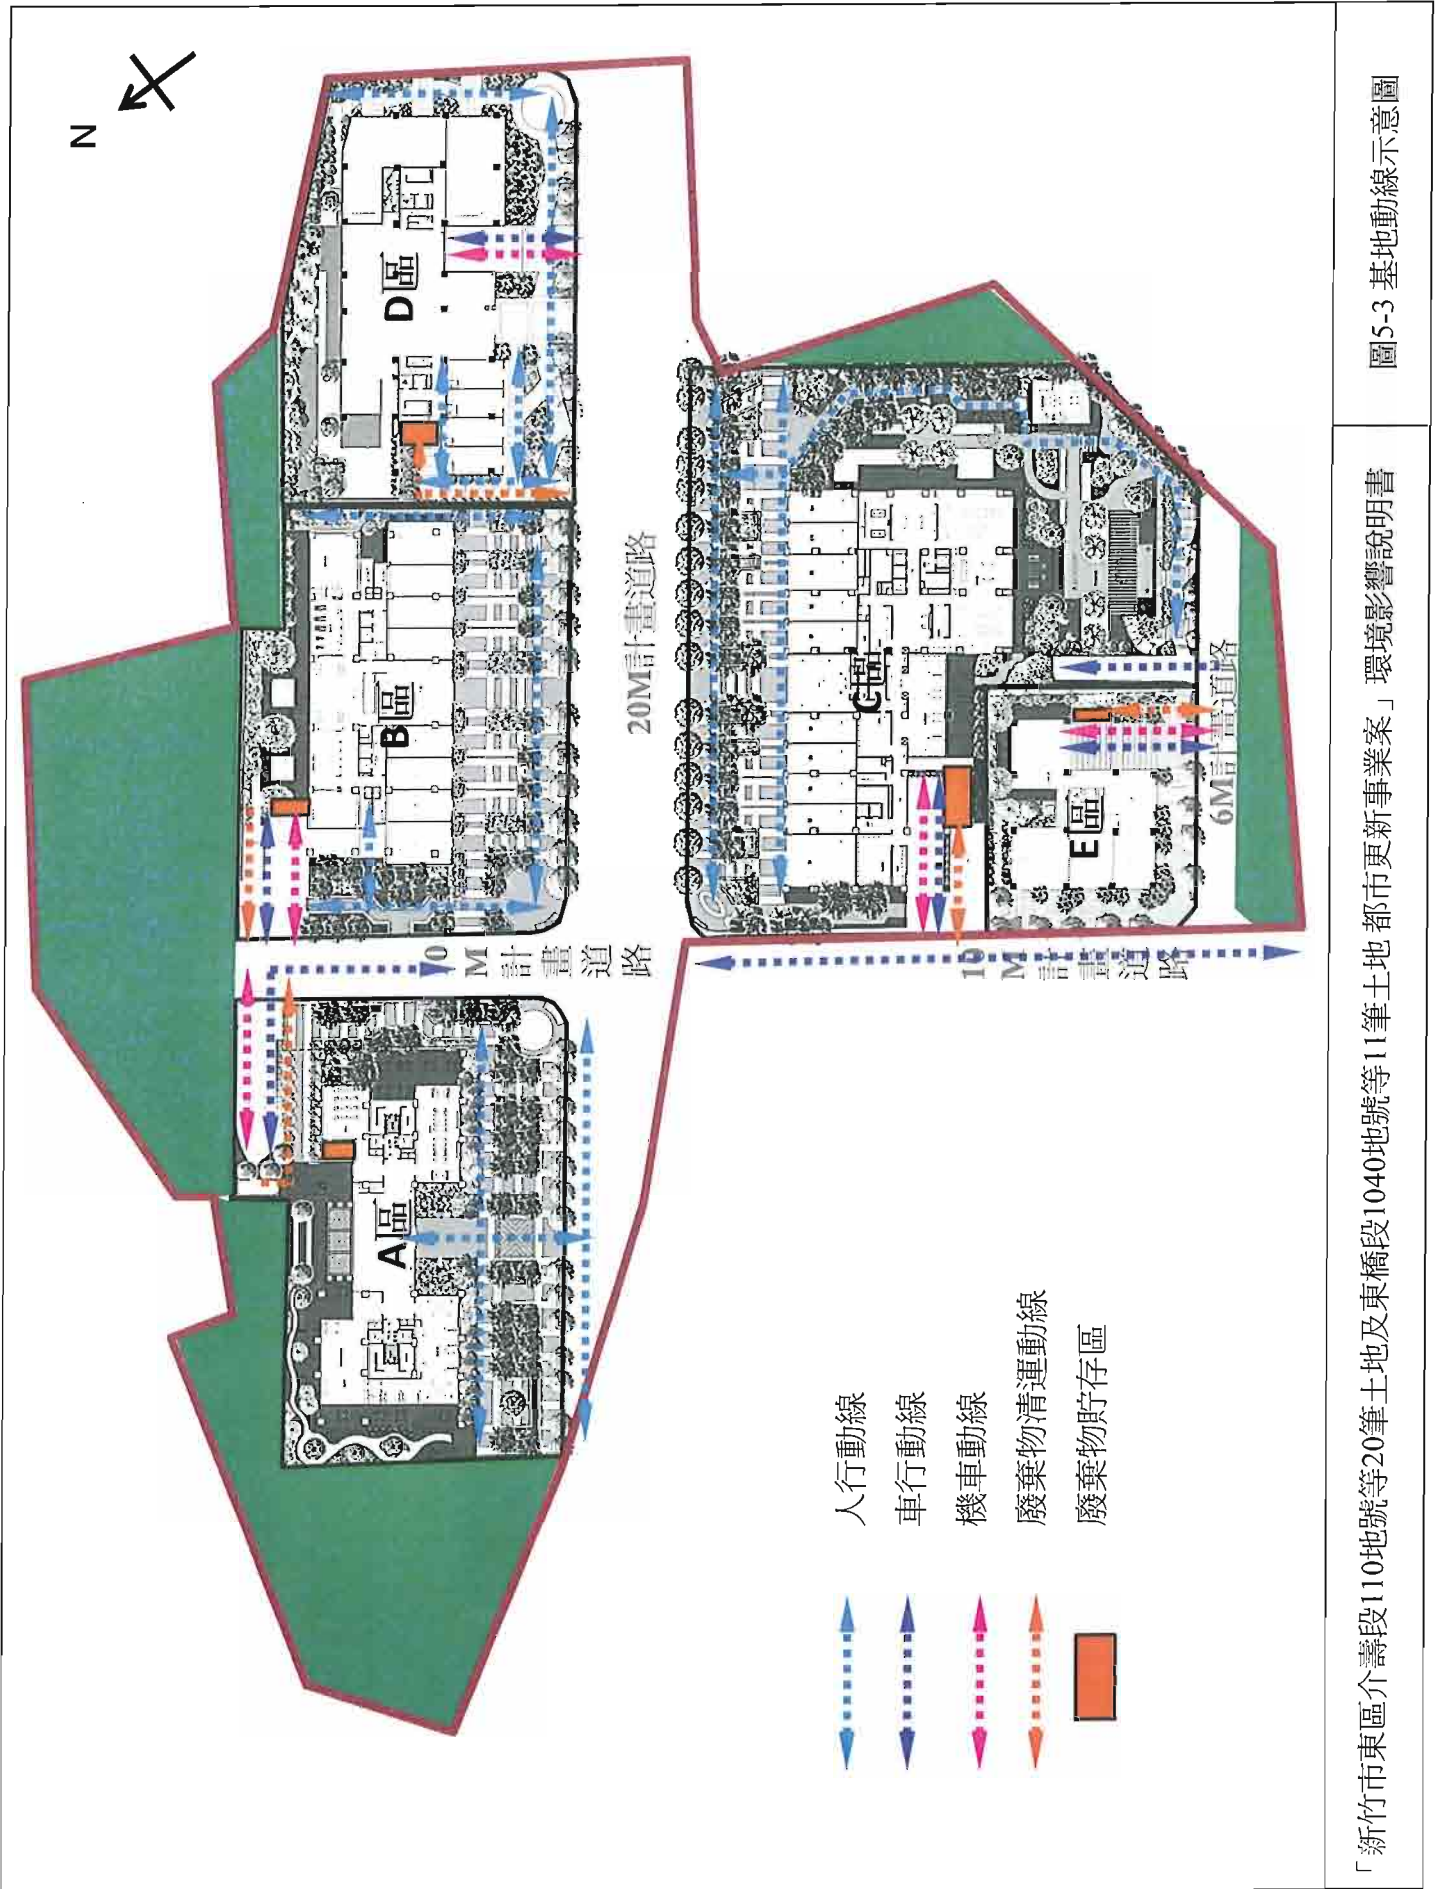 N
A區
B區
D區
C區
E區
20M計畫道路
0
M
計
畫
道
路
10
M
計
畫
道
路
6M計畫道路
人行動線
車行動線
機車動線
廢棄物清運動線
廢棄物貯存區
「新竹市東區介壽段110地號等20筆土地及東橋段1040地號等11筆土地 都市更新事業案」環境影響說明書
圖5-3 基地動線示意圖